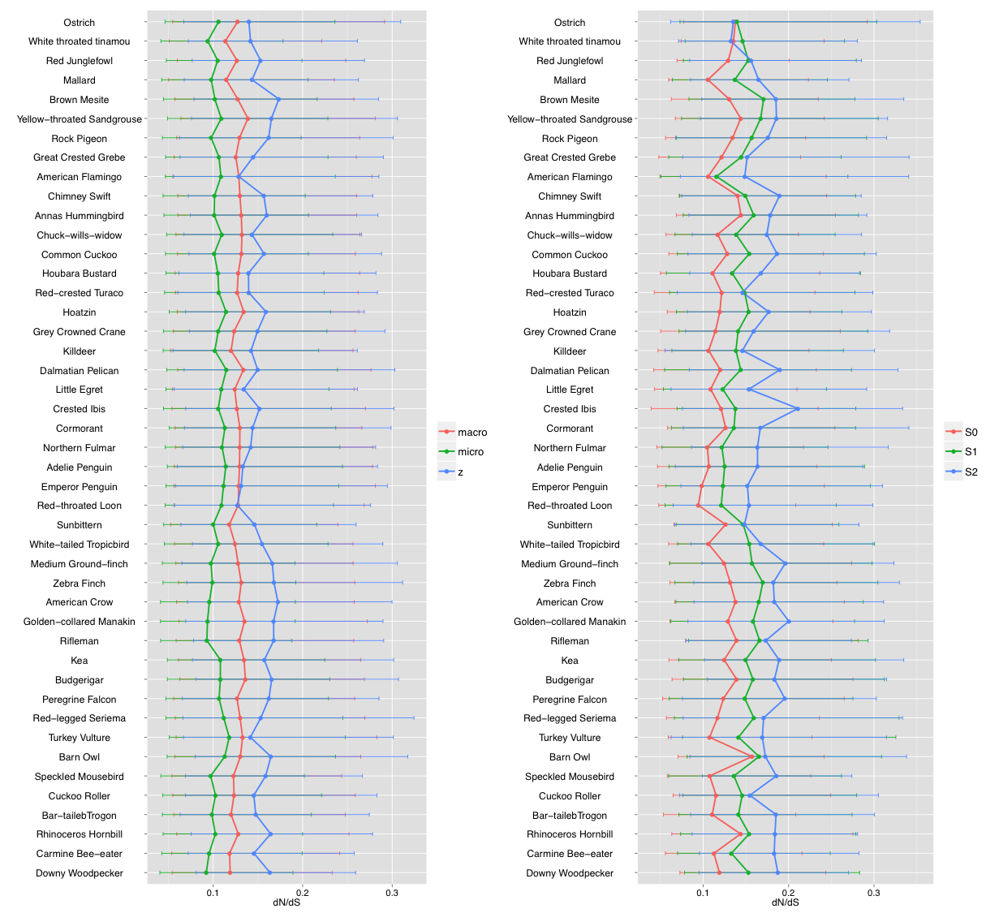 Ostrich
White throated tinamou
Red Junglefowl
Mallard
Brown Mesite
Yellow−throated Sandgrouse
Rock Pigeon
Great Crested Grebe
American Flamingo
Chimney Swift
Annas Hummingbird
Chuck−wills−widow
Common Cuckoo
Houbara Bustard
Red−crested Turaco
Hoatzin
Grey Crowned Crane
Killdeer
Dalmatian Pelican
Little Egret
Crested Ibis
Cormorant
Northern Fulmar
Adelie Penguin
Emperor Penguin
Red−throated Loon
Sunbittern
White−tailed Tropicbird
Medium Ground−finch
Zebra Finch
American Crow
Golden−collared Manakin
Rifleman
Kea
Budgerigar
Peregrine Falcon
Red−legged Seriema
Turkey Vulture
Barn Owl
Speckled Mousebird
Cuckoo Roller
Bar−tailebTrogon
Rhinoceros Hornbill
Carmine Bee−eater
Downy Woodpecker
0.1 0.2 0.3
dN/dS
macro
micro
z
Ostrich
White throated tinamou
Red Junglefowl
Mallard
Brown Mesite
Yellow−throated Sandgrouse
Rock Pigeon
Great Crested Grebe
American Flamingo
Chimney Swift
Annas Hummingbird
Chuck−wills−widow
Common Cuckoo
Houbara Bustard
Red−crested Turaco
Hoatzin
Grey Crowned Crane
Killdeer
Dalmatian Pelican
Little Egret
Crested Ibis
Cormorant
Northern Fulmar
Adelie Penguin
Emperor Penguin
Red−throated Loon
Sunbittern
White−tailed Tropicbird
Medium Ground−finch
Zebra Finch
American Crow
Golden−collared Manakin
Rifleman
Kea
Budgerigar
Peregrine Falcon
Red−legged Seriema
Turkey Vulture
Barn Owl
Speckled Mousebird
Cuckoo Roller
Bar−tailebTrogon
Rhinoceros Hornbill
Carmine Bee−eater
Downy Woodpecker
0.1 0.2 0.3
dN/dS
S0
S1
S2